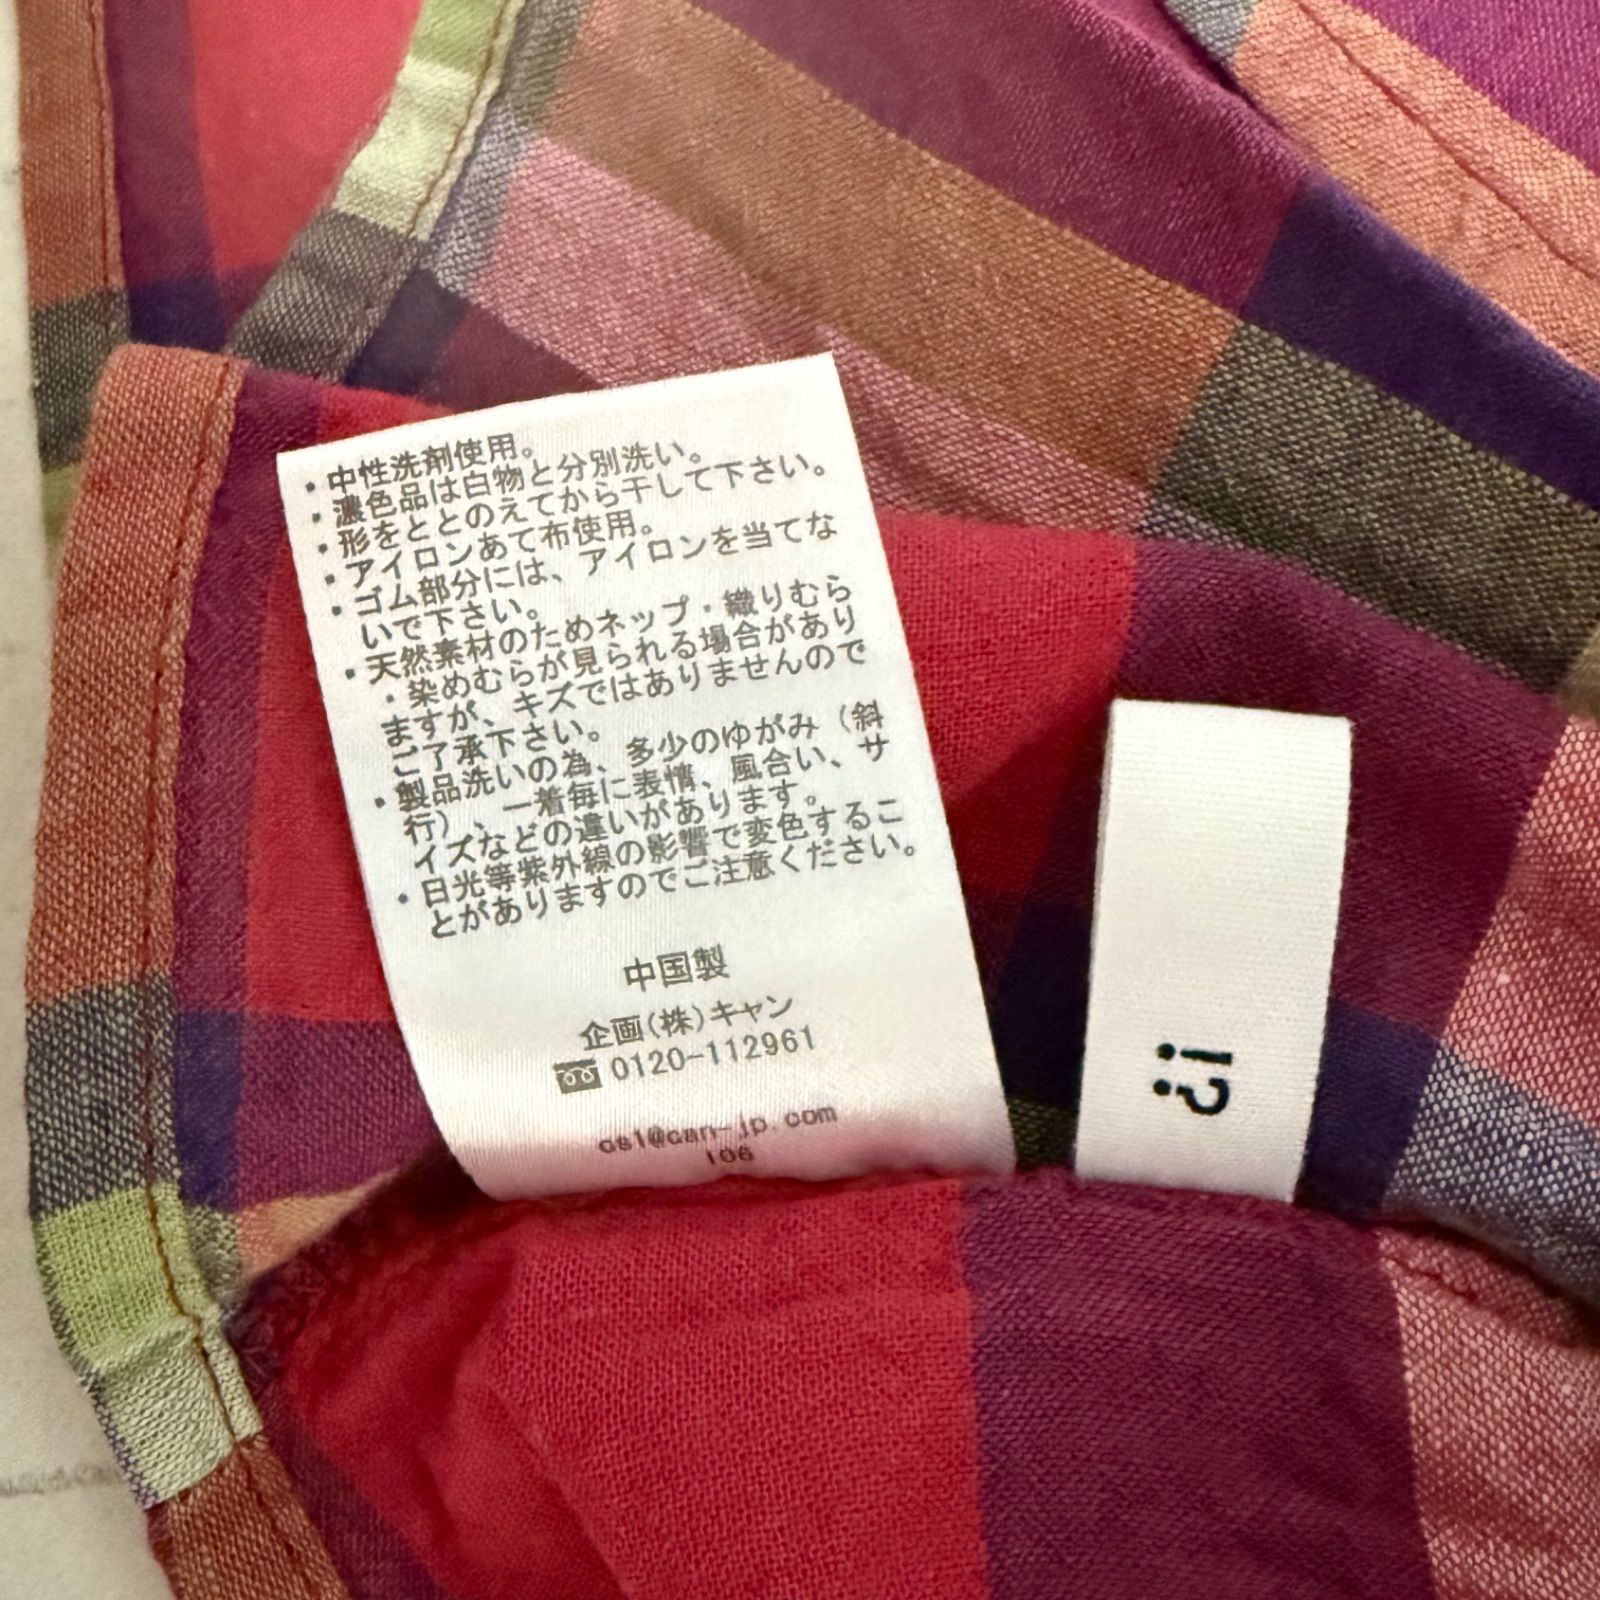 ・中性洗剤使用。
・濃色品は白物と分別洗い。
・形をととのえてから干して下さい。
・アイロンあて布使用。
・ゴム部分には、アイロンを当てな
いで下さい。
・天然素材のためネップ・織りむら
・染めむらが見られる場合があり
ますが、キズではありませんので
ご了承下さい。
・製品洗いの為、多少のゆがみ（斜
行）、一着毎に表情、風合い、サ
イズなどの違いがあります。
・日光等紫外線の影響で変色するこ
とがありますのでご注意ください。
中国製
企画(株)キャン
0120-112961
cs1@can-jp.com
106
!?